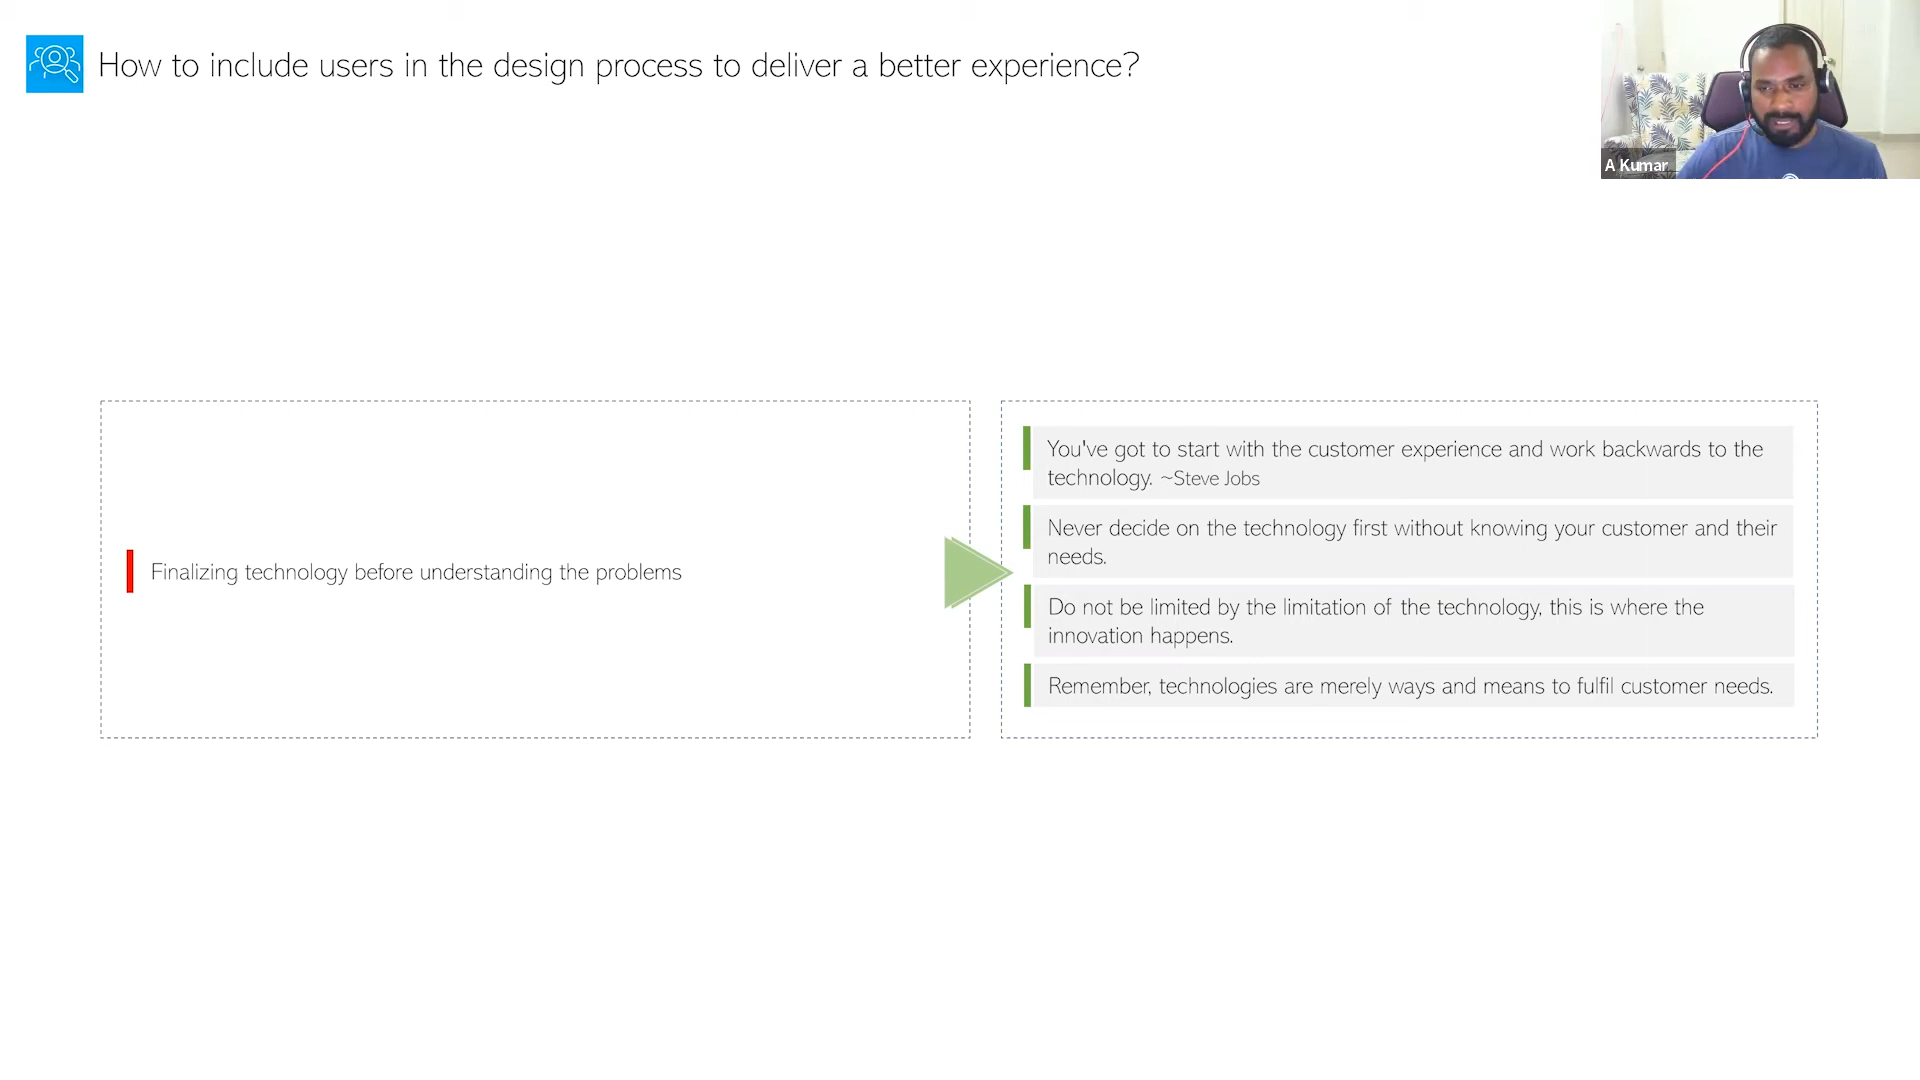 How to include users in the design process to deliver a better experience?
A Kumar
Finalizing technology before understanding the problems
You've got to start with the customer experience and work backwards to the
technology. ~Steve Jobs
Never decide on the technology first without knowing your customer and their
needs.
Do not be limited by the limitation of the technology, this is where the
innovation happens.
Remember, technologies are merely ways and means to fulfil customer needs.